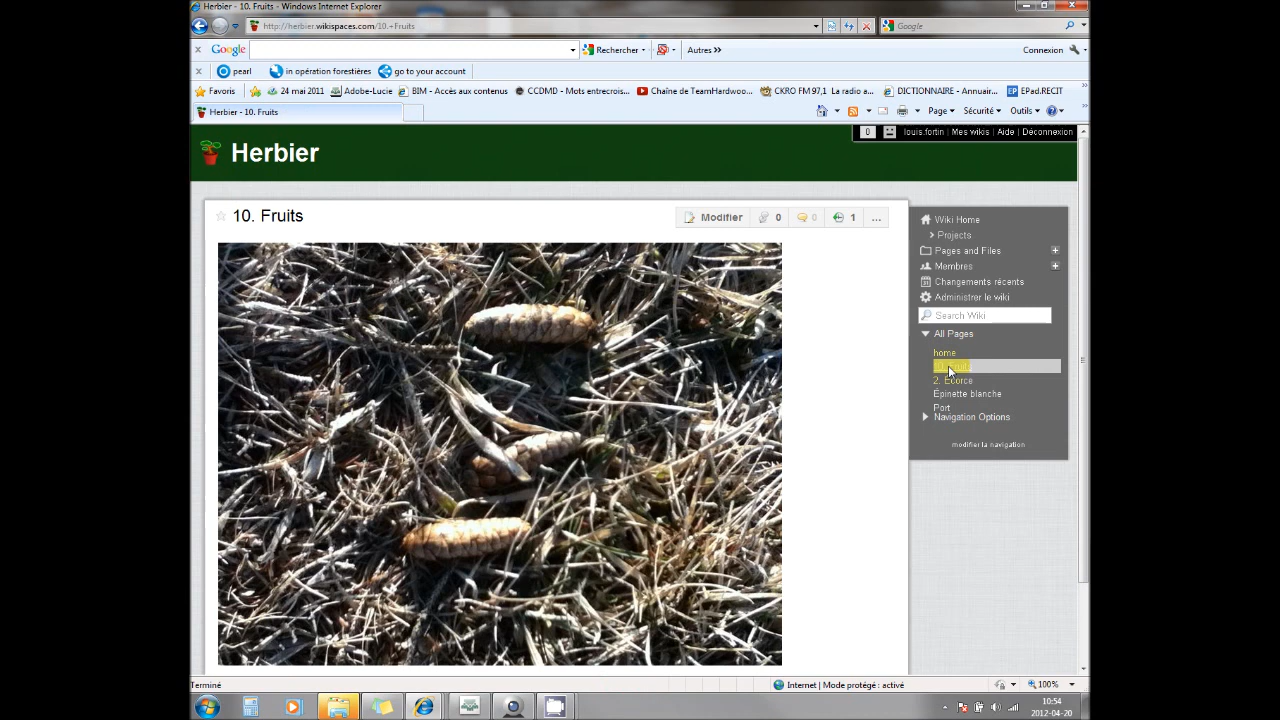 Herbier - 10. Fruits - Windows Internet Explorer
http://herbier.wikispaces.com/10.+Fruits
Google
Google
Rechercher
Autres »
Connexion
pearl
in opération forestières
go to your account
Favoris
24 mai 2011
Adobe-Lucie
BIM - Accès aux contenus
CCDMD - Mots entrecrois...
Chaîne de TeamHardwoo...
CKRO FM 97,1 La radio a...
DICTIONNAIRE - Annuair...
EP EPad.RECIT
Herbier - 10. Fruits
Page
Sécurité
Outils
0
louis.fortin | Mes wikis | Aide | Déconnexion
Herbier
10. Fruits
Modifier
0
0
1
...
Wiki Home
Projects
Pages and Files
Membres
Changements récents
Administrer le wiki
Search Wiki
All Pages
home
10. Fruits
2. Écorce
Épinette blanche
Port
Navigation Options
modifier la navigation
Terminé
Internet | Mode protégé : activé
100%
10:54
2012-04-20